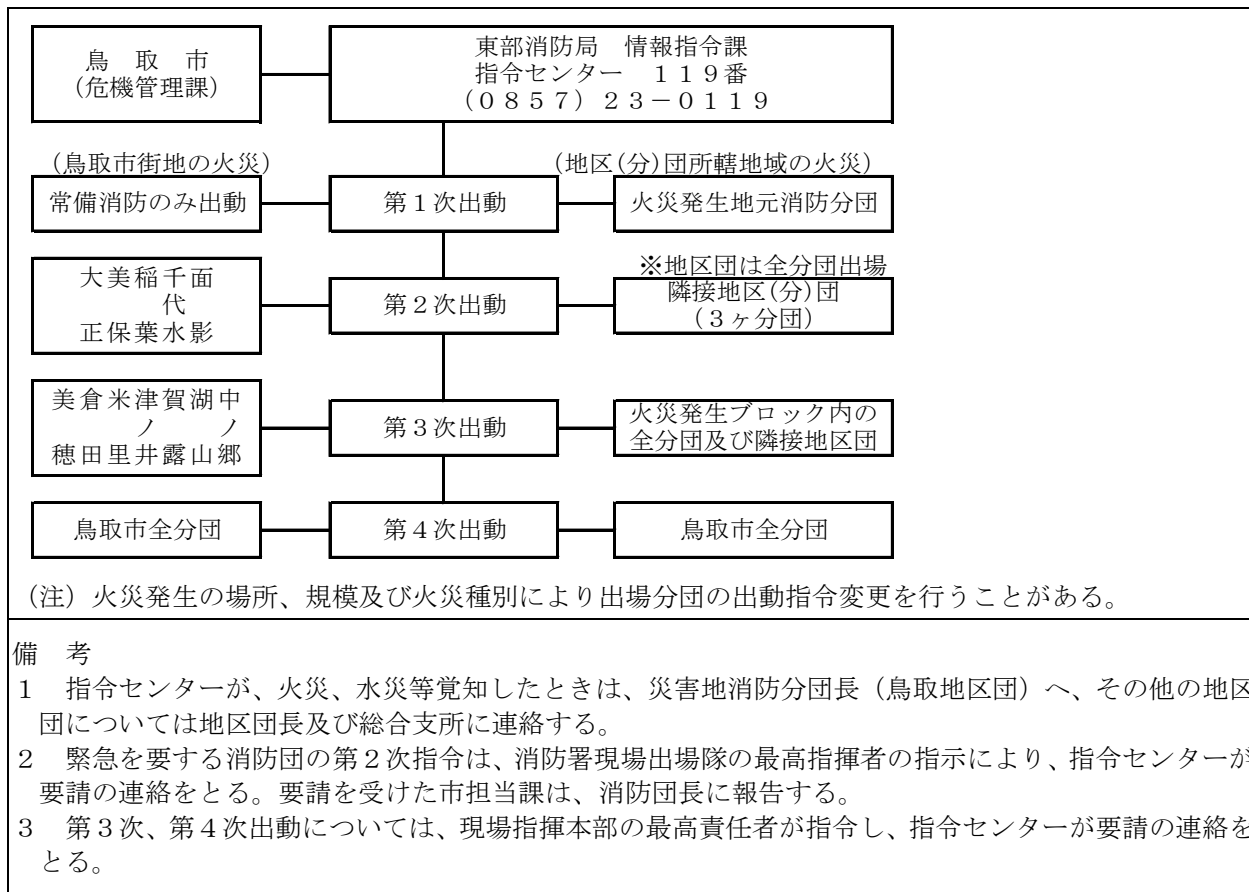 鳥　取　市
(危機管理課)
東部消防局　情報指令課
指令センター　１１９番
(０８５７)２３－０１１９
(鳥取市街地の火災)
(地区(分)団所轄地域の火災)
常備消防のみ出動
第１次出動
火災発生地元消防分団
大美稲千面
代
正保葉水影
第２次出動
※地区団は全分団出場
隣接地区(分)団
(３ヶ分団)
美倉米津賀湖中
ノ　　　ノ
穂田里井露山郷
第３次出動
火災発生ブロック内の
全分団及び隣接地区団
鳥取市全分団
第４次出動
鳥取市全分団
(注) 火災発生の場所、規模及び火災種別により出場分団の出動指令変更を行うことがある。
備　考
１　指令センターが、火災、水災等覚知したときは、災害地消防分団長（鳥取地区団）へ、その他の地区
団については地区団長及び総合支所に連絡する。
２　緊急を要する消防団の第２次指令は、消防署現場出場隊の最高指揮者の指示により、指令センターが
要請の連絡をとる。要請を受けた市担当課は、消防団長に報告する。
３　第３次、第４次出動については、現場指揮本部の最高責任者が指令し、指令センターが要請の連絡を
とる。